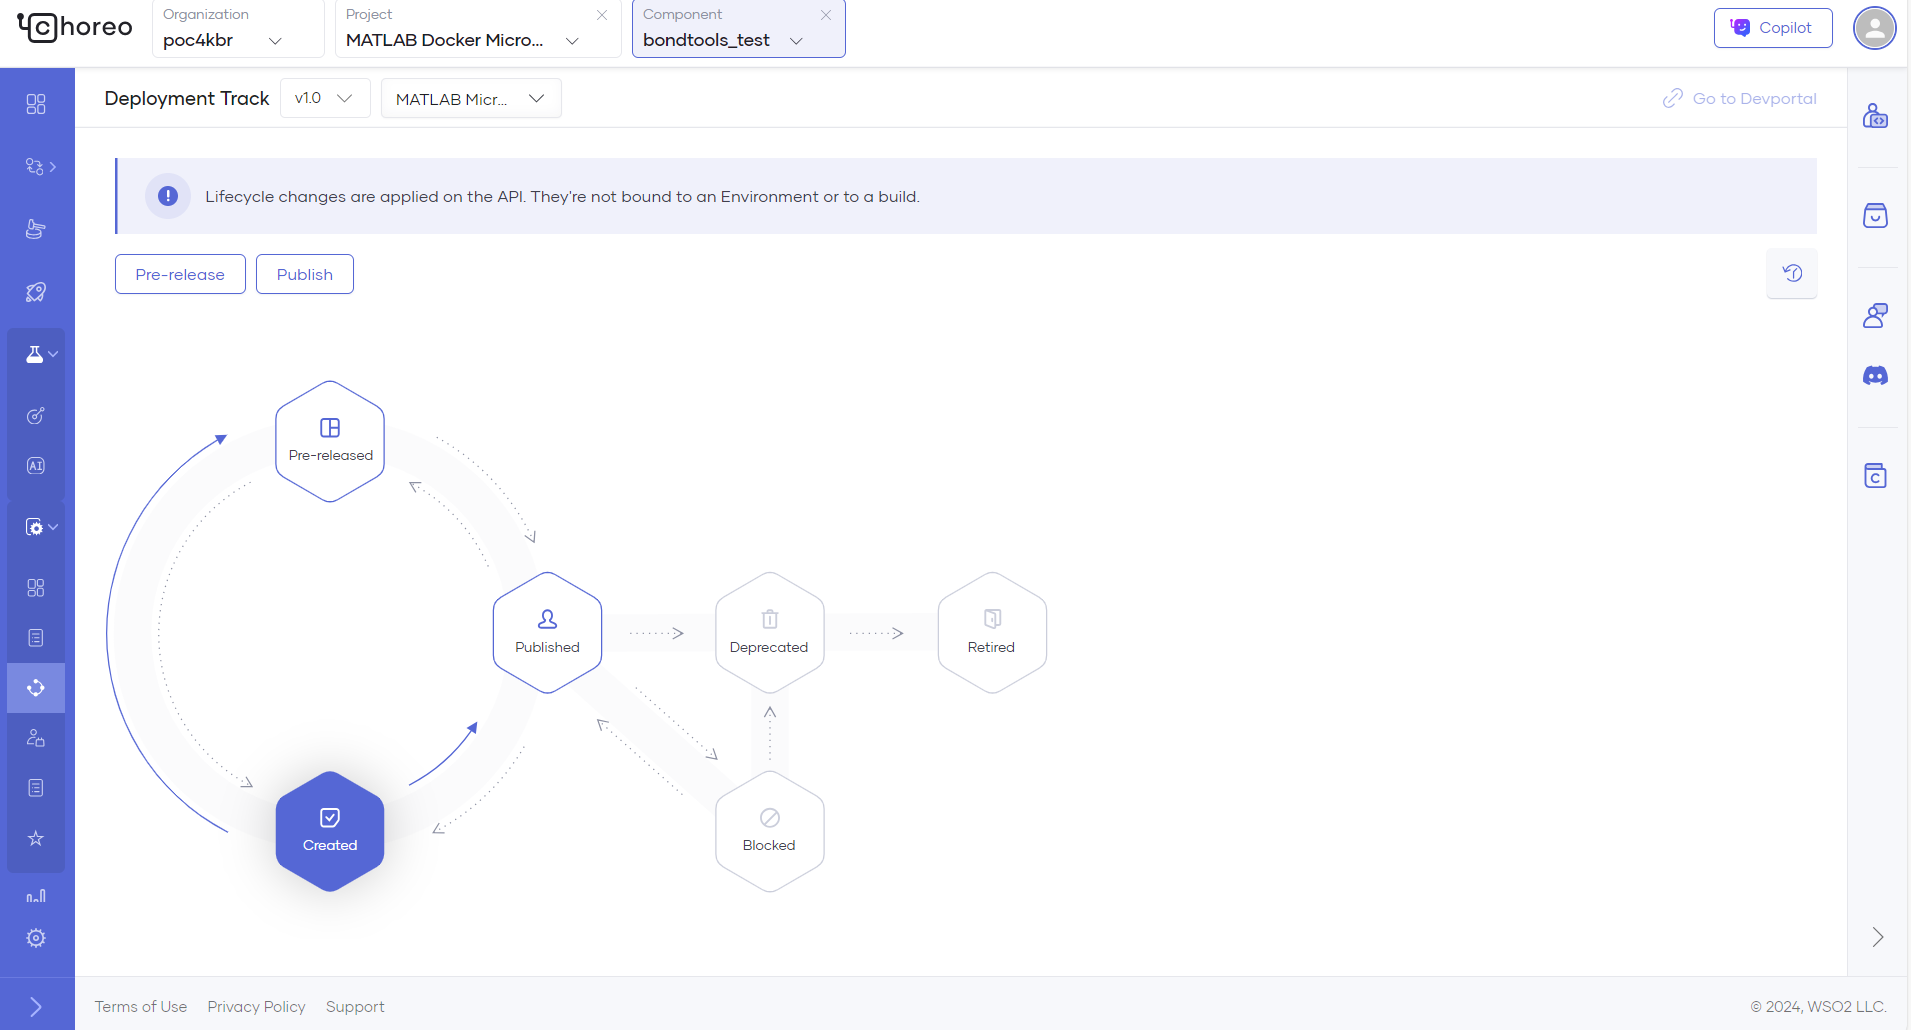 choreo
Organization
poc4kbr
Project
MATLAB Docker Micro...
Component
bondtools_test
Copilot
Deployment Track
v1.0
MATLAB Micr...
Go to Devportal
Lifecycle changes are applied on the API. They're not bound to an Environment or to a build.
Pre-release
Publish
AI
Pre-released
Published
Deprecated
Retired
Created
Blocked
Terms of Use
Privacy Policy
Support
© 2024, WSO2 LLC.